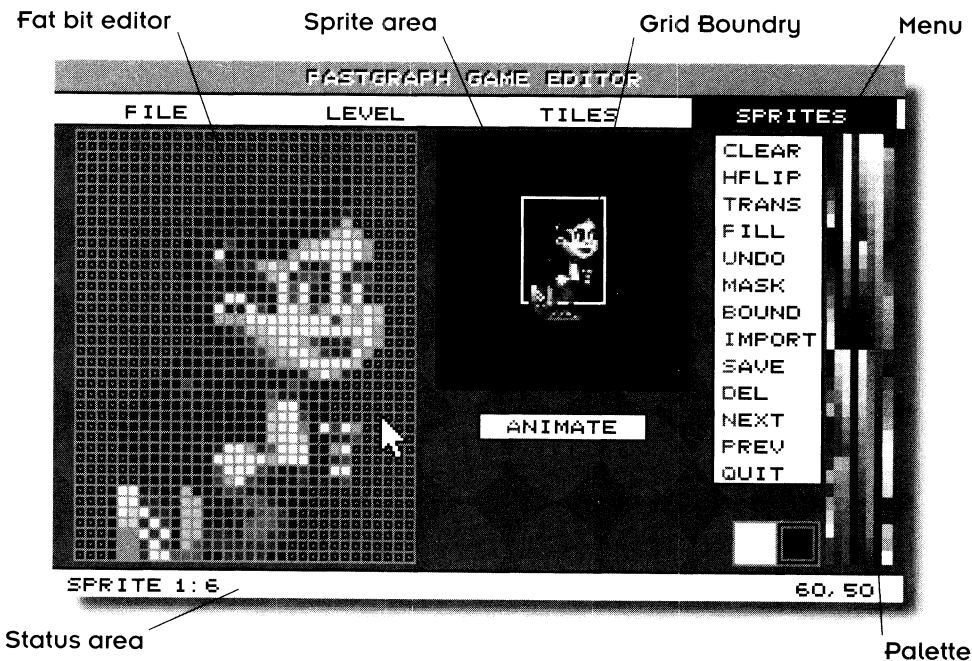 Fat bit editor
Sprite area
Grid Boundry
Menu
FASTGRAPH GAME EDITOR
FILE
LEVEL
TILES
SPRITES
CLEAR
HFLIP
TRANS
FILL
UNDO
MASK
BOUND
IMPORT
SAVE
DEL
NEXT
PREV
QUIT
ANIMATE
SPRITE 1:6
60,50
Status area
Palette